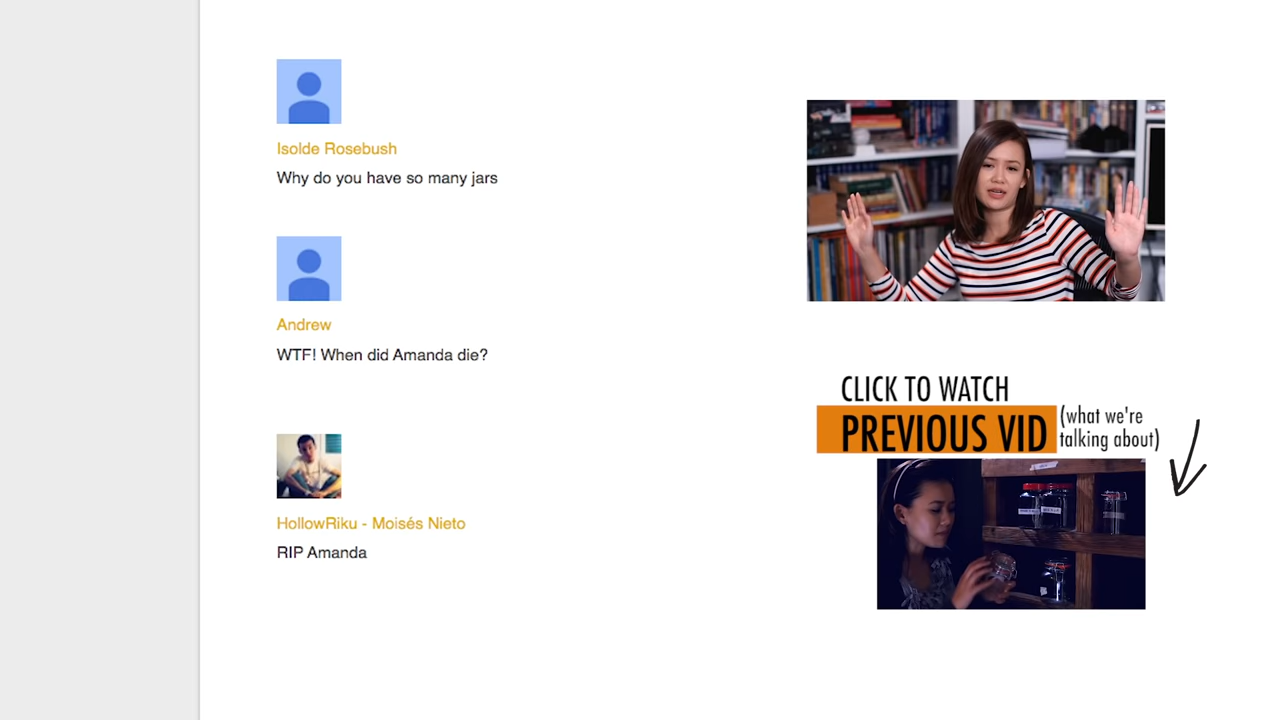 Isolde Rosebush
Why do you have so many jars
Andrew
WTF! When did Amanda die?
HollowRiku - Moisés Nieto
RIP Amanda
CLICK TO WATCH
PREVIOUS VID
(what we're
talking about)